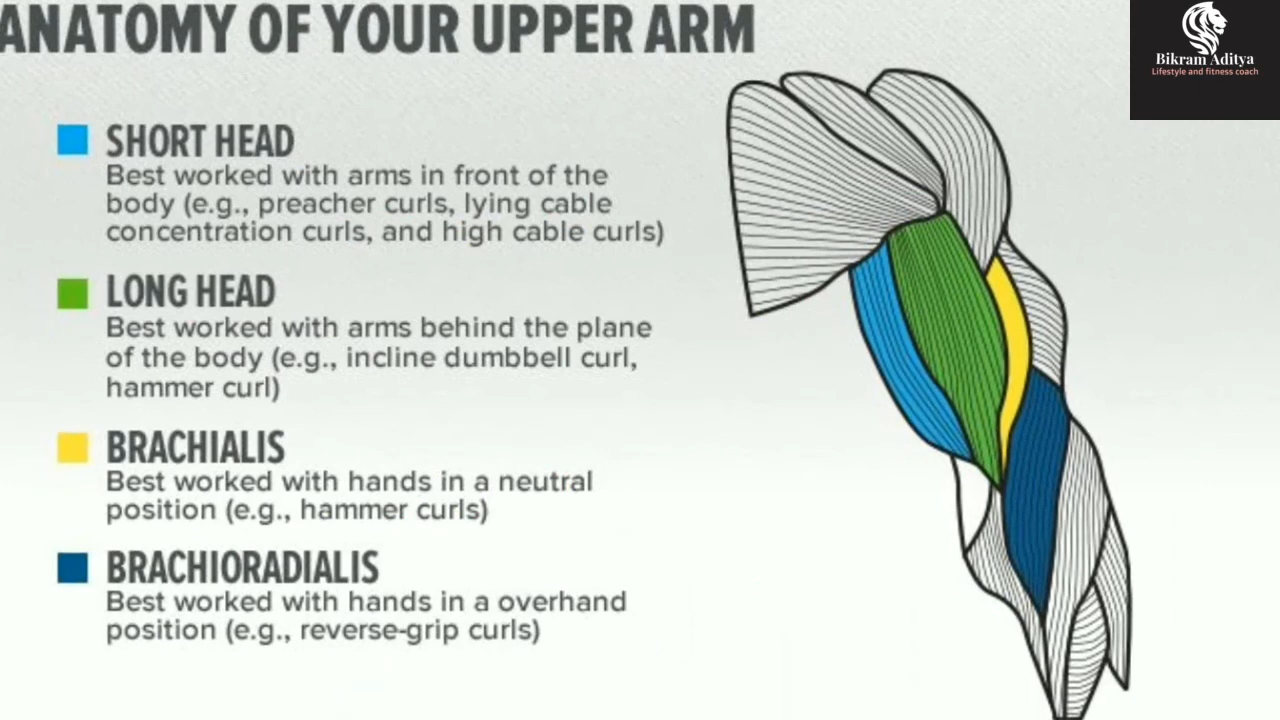 ANATOMY OF YOUR UPPER ARM
Bikram Aditya
Lifestyle and fitness coach
SHORT HEAD
Best worked with arms in front of the
body (e.g., preacher curls, lying cable
concentration curls, and high cable curls)
LONG HEAD
Best worked with arms behind the plane
of the body (e.g., incline dumbbell curl,
hammer curl)
BRACHIALIS
Best worked with hands in a neutral
position (e.g., hammer curls)
BRACHIORADIALIS
Best worked with hands in a overhand
position (e.g., reverse-grip curls)